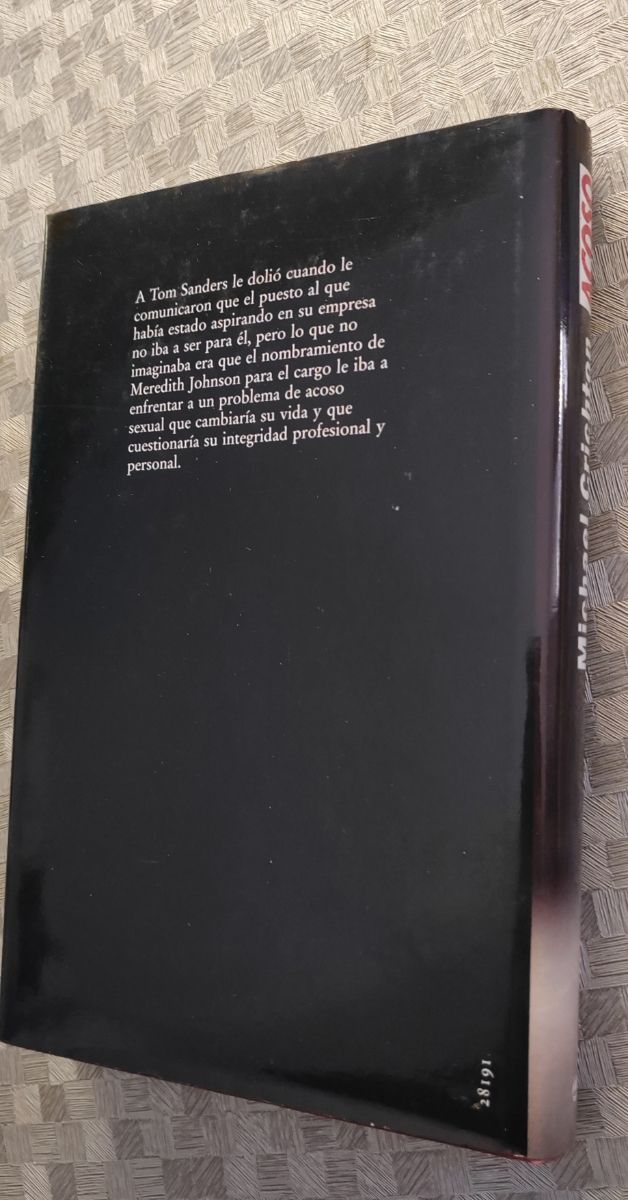 A Tom Sanders le dolió cuando le
comunicaron que el puesto al que
había estado aspirando en su empresa
no iba a ser para él, pero lo que no
imaginaba era que el nombramiento de
Meredith Johnson para el cargo le iba a
enfrentar a un problema de acoso
sexual que cambiaría su vida y que
cuestionaría su integridad profesional y
personal.
28191
Michael Crichton
ACOSO